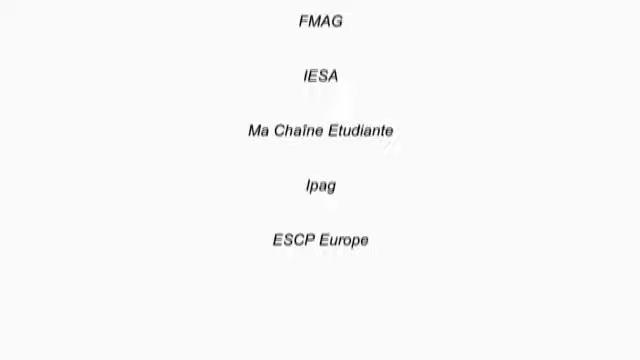 FMAG
IESA
Ma Chaîne Etudiante
Ipag
ESCP Europe